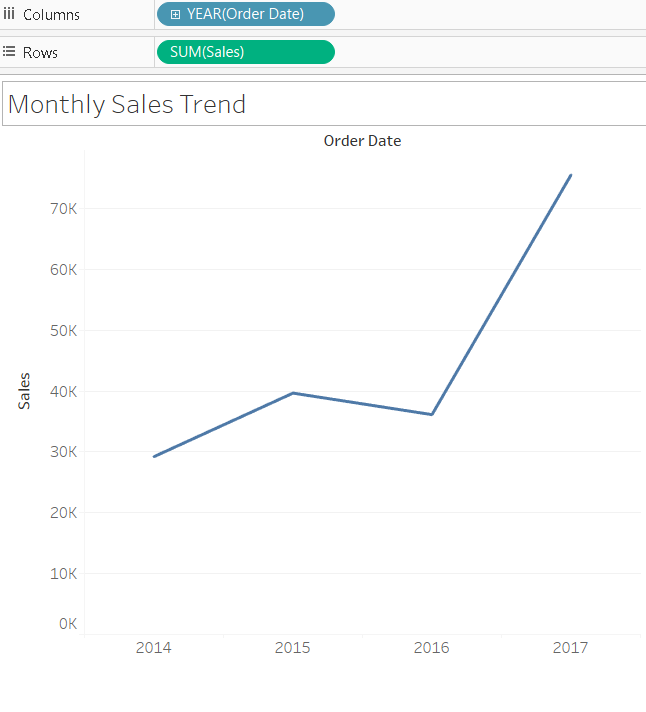 Columns YEAR(Order Date)
Rows SUM(Sales)
Monthly Sales Trend
Order Date
70K
60K
50K
40K
30K
20K
10K
0K
Sales
2014 2015 2016 2017